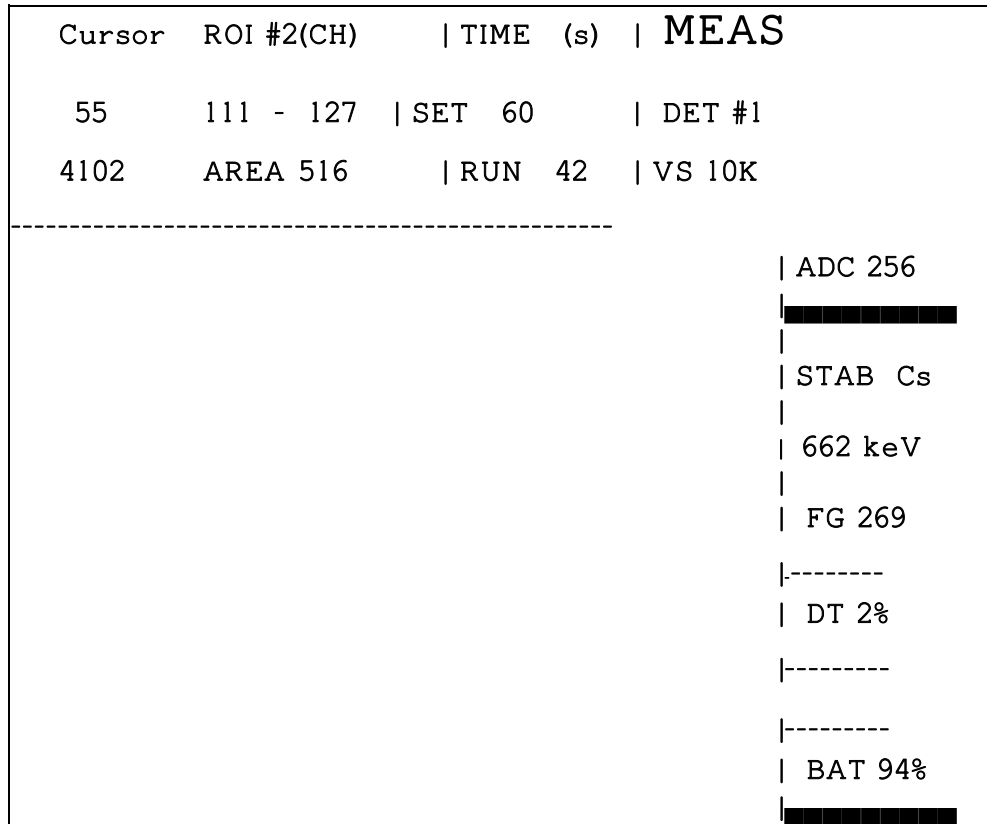 Cursor ROI #2(CH) | TIME (s) | MEAS
55 111 - 127 | SET 60 | DET #1
4102 AREA 516 | RUN 42 | VS 10K
--------------------------------------------------
| ADC 256
|
| STAB Cs
|
| 662 keV
|
| FG 269
|---------
| DT 2%
|---------
|---------
| BAT 94%